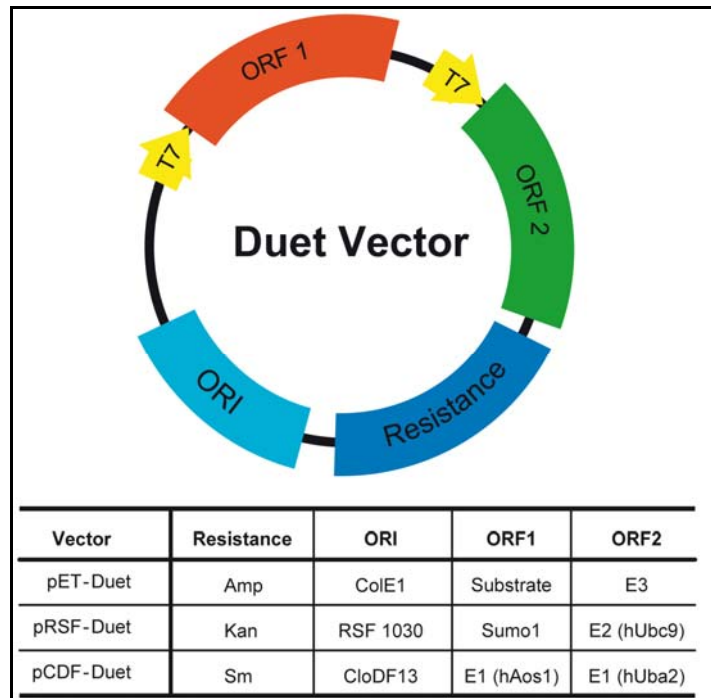 ORF 1
T7
T7
ORF 2
Duet Vector
ORI
Resistance
Vector Resistance ORI ORF1 ORF2
pET-Duet Amp ColE1 Substrate E3
pRSF-Duet Kan RSF 1030 Sumo1 E2 (hUbc9)
pCDF-Duet Sm CloDF13 E1 (hAos1) E1 (hUba2)